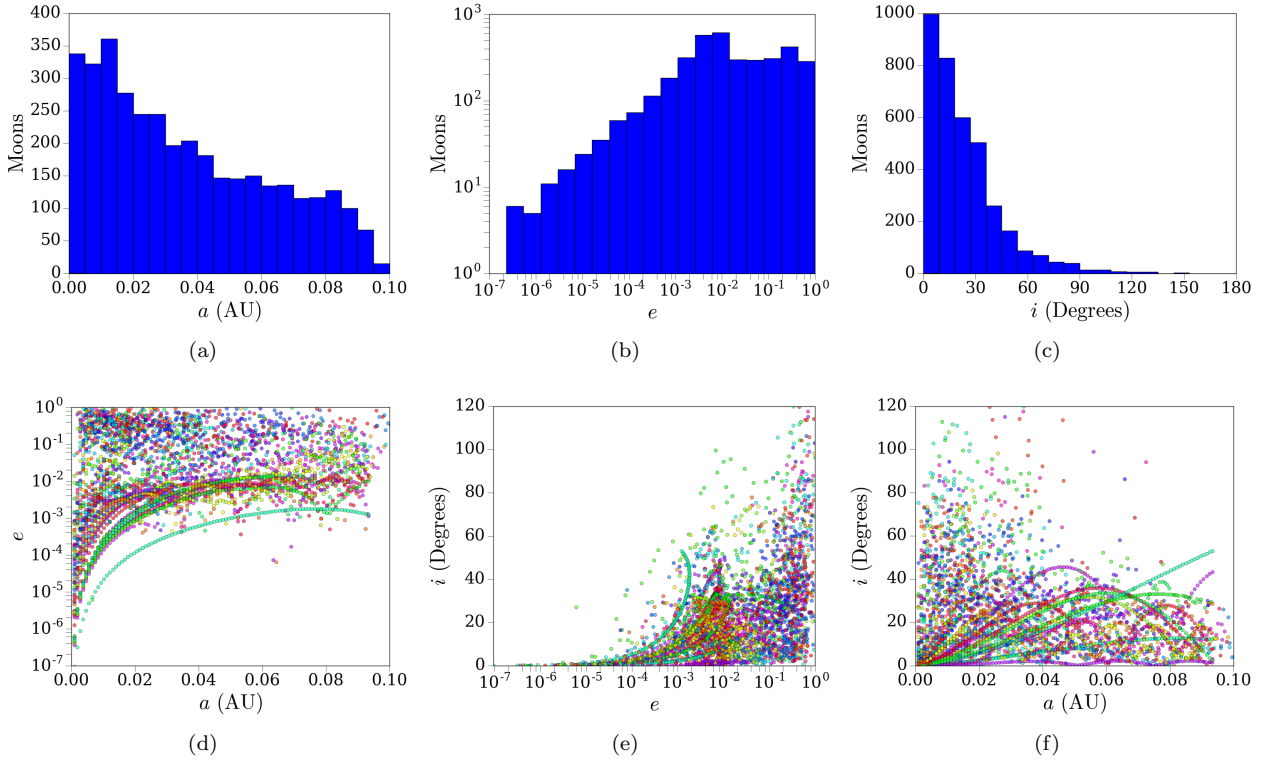 400
350
300
250
200
150
100
50
0
Moons
0.00 0.02 0.04 0.06 0.08 0.10
a (AU)
(a)
10^3
10^2
10^1
10^0
Moons
10^-7 10^-6 10^-5 10^-4 10^-3 10^-2 10^-1 10^0
e
(b)
1000
800
600
400
200
0
Moons
0 30 60 90 120 150 180
i (Degrees)
(c)
10^0
10^-1
10^-2
10^-3
10^-4
10^-5
10^-6
10^-7
e
0.00 0.02 0.04 0.06 0.08 0.10
a (AU)
(d)
120
100
80
60
40
20
0
i (Degrees)
10^-7 10^-6 10^-5 10^-4 10^-3 10^-2 10^-1 10^0
e
(e)
120
100
80
60
40
20
0
i (Degrees)
0.00 0.02 0.04 0.06 0.08 0.10
a (AU)
(f)